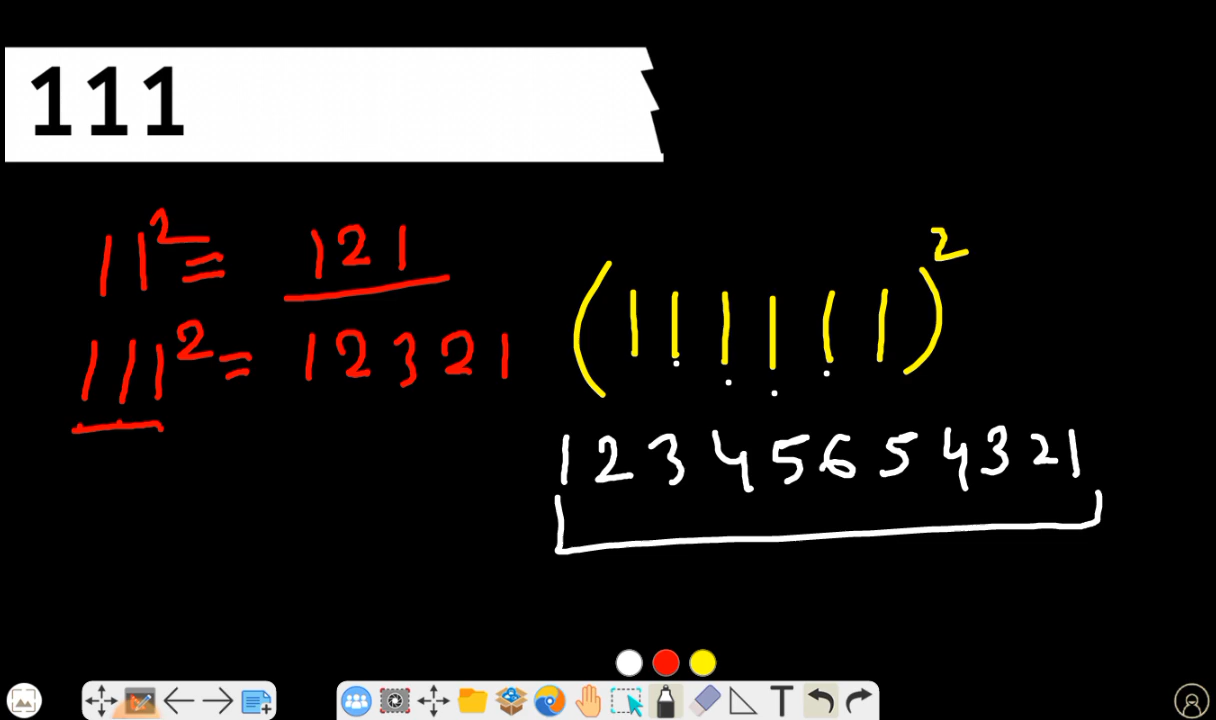 111
11² = 121
111² = 12321
(111111)²
12345654321
T